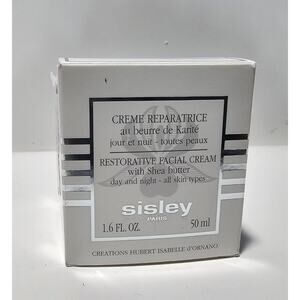 CREME REPARATRICE
au beurre de Karité
jour et nuit - toutes peaux
RESTORATIVE FACIAL CREAM
with Shea butter
day and night - all skin types
sisley
PARIS
1.6 FL. OZ. 50 ml
CREATIONS HUBERT ISABELLE d'ORNANO